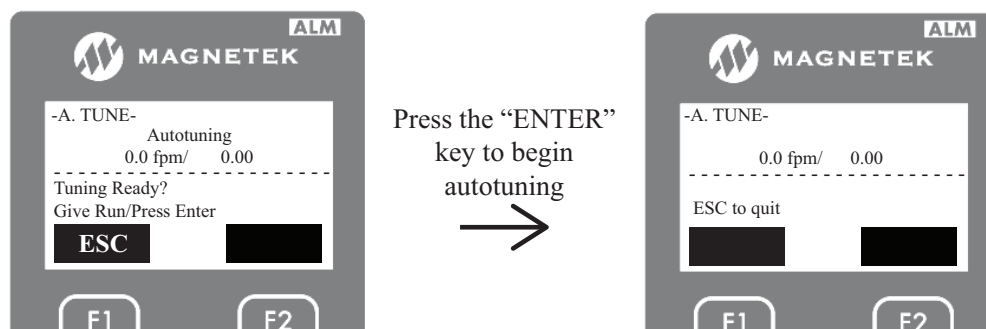 ALM
MAGNETEK
-A. TUNE-
Autotuning
0.0 fpm/ 0.00
Tuning Ready?
Give Run/Press Enter
ESC
F1 F2
Press the “ENTER”
key to begin
autotuning
ALM
MAGNETEK
-A. TUNE-
0.0 fpm/ 0.00
ESC to quit
F1 F2